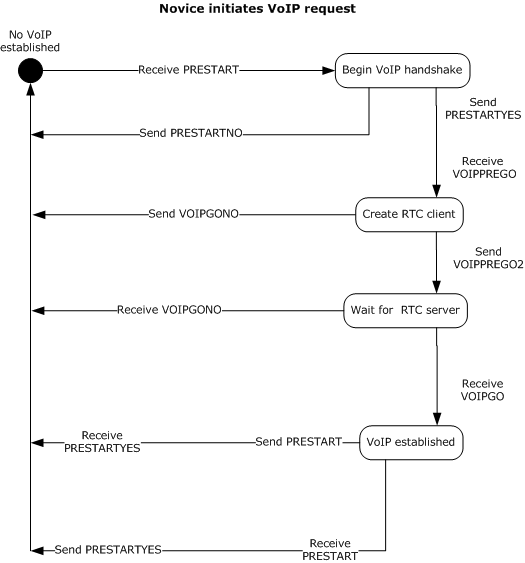 Novice initiates VoIP request
No VoIP
established
Receive PRESTART
Begin VoIP handshake
Send
PRESTARTYES
Send PRESTARTNO
Receive
VOIPPREGO
Send VOIPGONO
Create RTC client
Send
VOIPPREGO2
Receive VOIPGONO
Wait for RTC server
Receive
VOIPGO
Receive
PRESTARTYES
Send PRESTART
VoIP established
Send PRESTARTYES
Receive
PRESTART